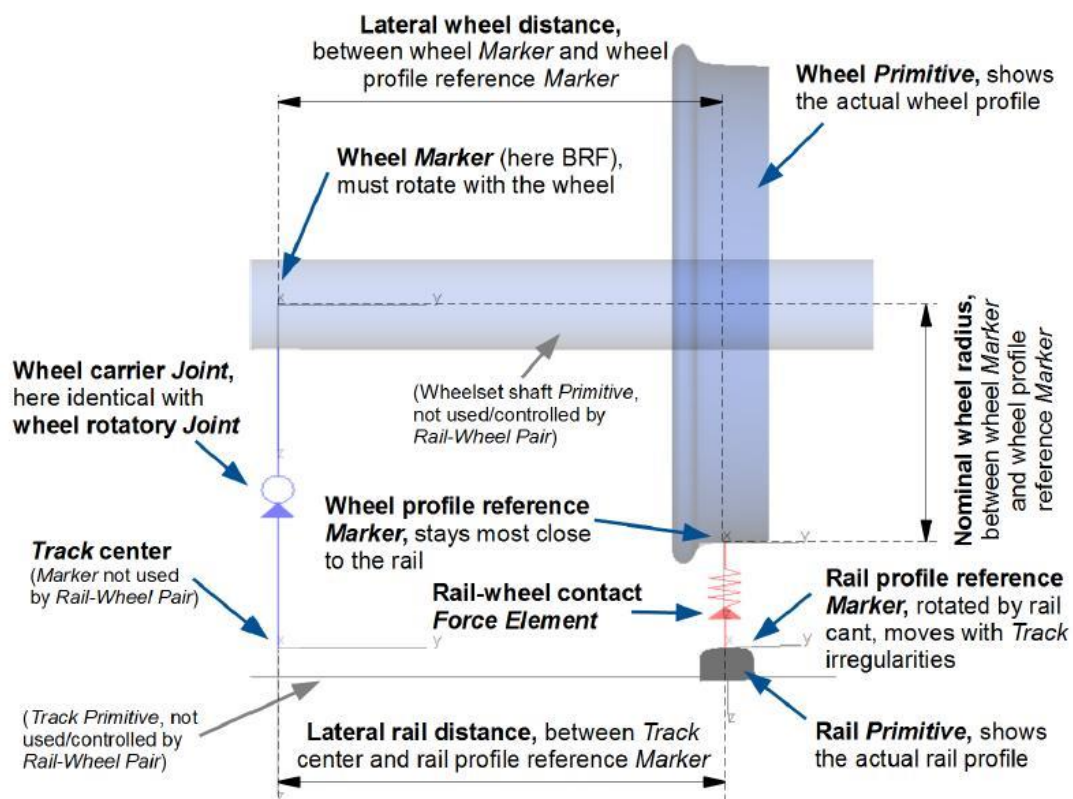 Lateral wheel distance,
between wheel Marker and wheel
profile reference Marker
Wheel Primitive, shows
the actual wheel profile
Wheel Marker (here BRF),
must rotate with the wheel
x
y
Nominal wheel radius,
between wheel Marker
and wheel profile
reference Marker
Wheel carrier Joint,
here identical with
wheel rotatory Joint
(Wheelset shaft Primitive,
not used/controlled by
Rail-Wheel Pair)
z
Wheel profile reference
Marker, stays most close
to the rail
x
y
Track center
(Marker not used
by Rail-Wheel Pair)
Rail-wheel contact
Force Element
z
Rail profile reference
Marker, rotated by rail
cant, moves with Track
irregularities
x
y
x
y
(Track Primitive, not
used/controlled by
Rail-Wheel Pair)
z
Lateral rail distance, between Track
center and rail profile reference Marker
Rail Primitive, shows
the actual rail profile
z